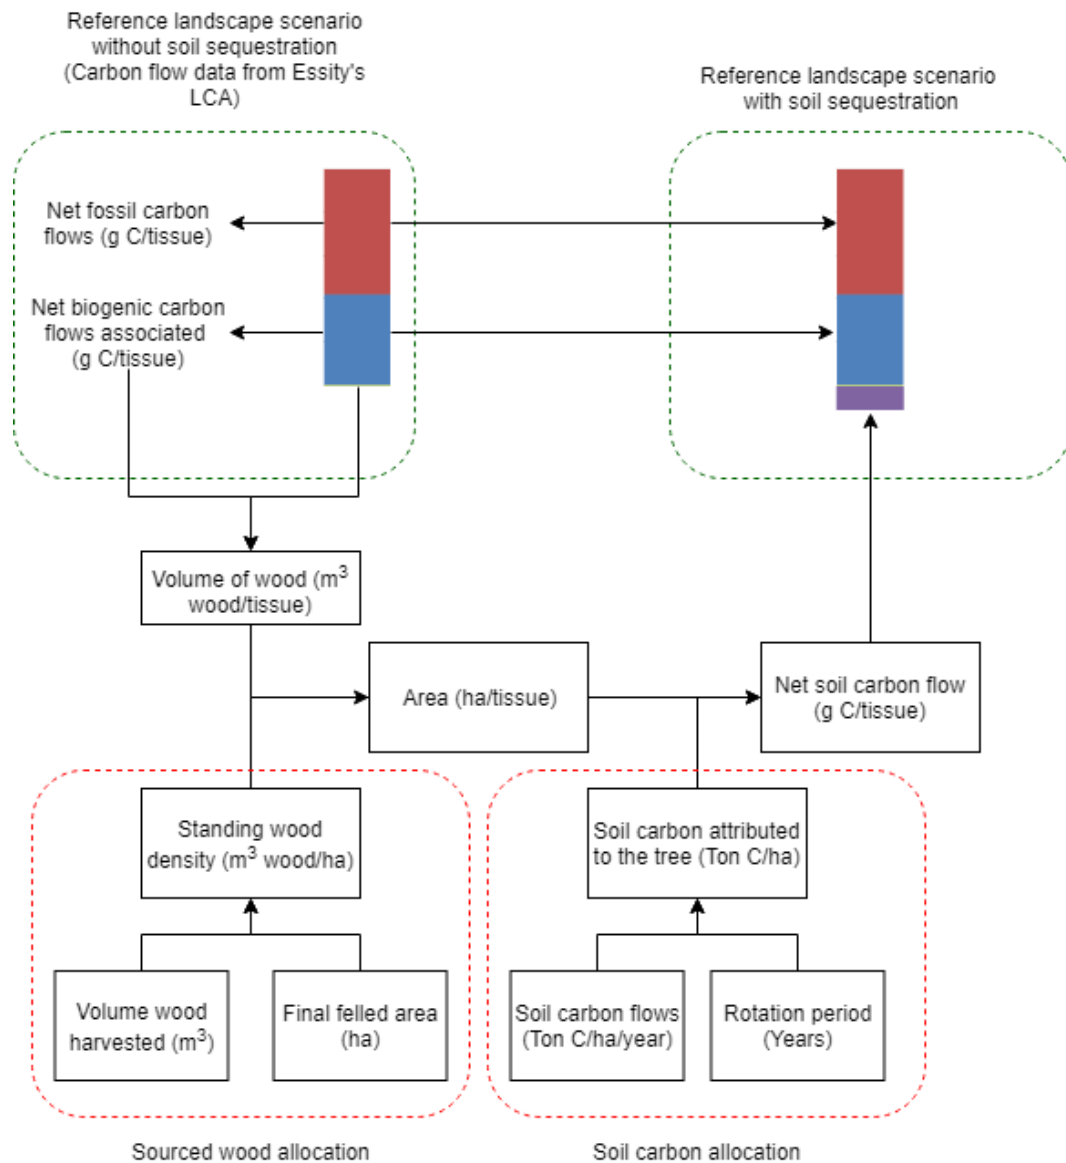 Reference landscape scenario
without soil sequestration
(Carbon flow data from Essity's
LCA)
Reference landscape scenario
with soil sequestration
Net fossil carbon
flows (g C/tissue)
Net biogenic carbon
flows associated
(g C/tissue)
Volume of wood (m³
wood/tissue)
Area (ha/tissue)
Net soil carbon flow
(g C/tissue)
Standing wood
density (m³ wood/ha)
Soil carbon attributed
to the tree (Ton C/ha)
Volume wood
harvested (m³)
Final felled area
(ha)
Soil carbon flows
(Ton C/ha/year)
Rotation period
(Years)
Sourced wood allocation
Soil carbon allocation